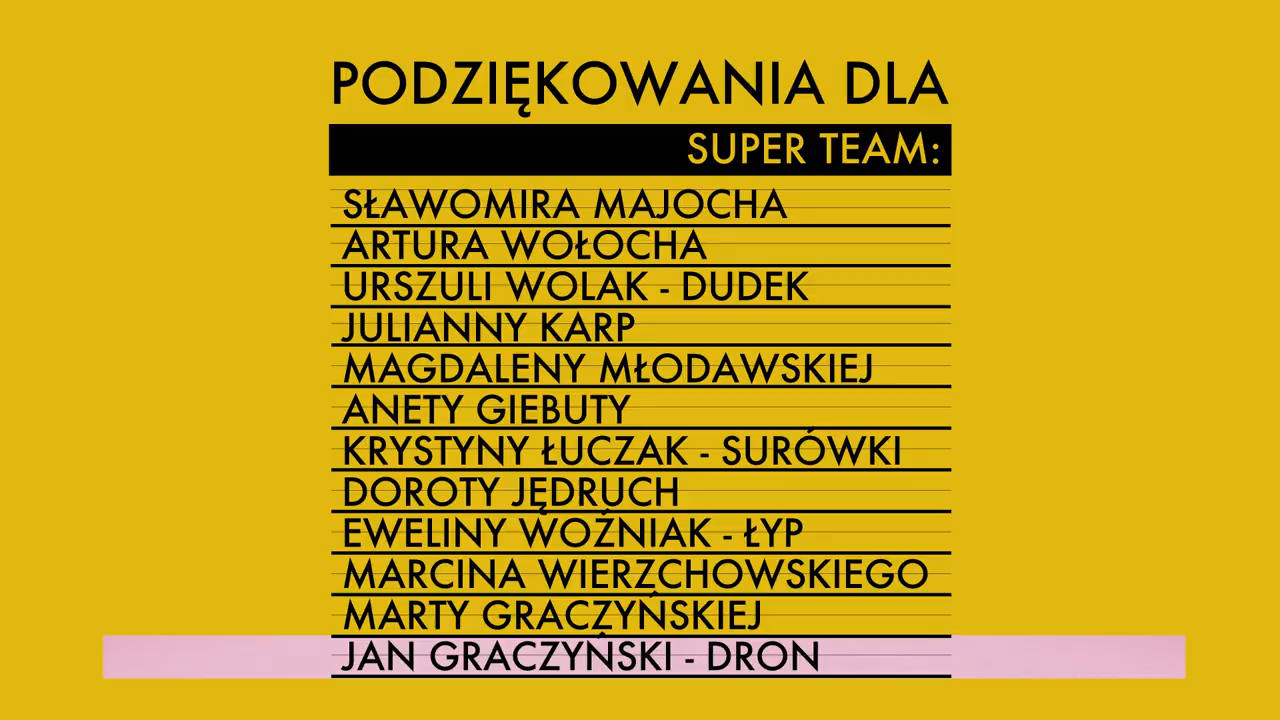 PODZIĘKOWANIA DLA
SUPER TEAM:
SŁAWOMIRA MAJOCHA
ARTURA WOŁOCHA
URSZULI WOLAK - DUDEK
JULIANNY KARP
MAGDALENY MŁODAWSKIEJ
ANETY GIEBUTY
KRYSTYNY ŁUCZAK - SURÓWKI
DOROTY JĘDRUCH
EWELINY WOŹNIAK - ŁYP
MARCINA WIERZCHOWSKIEGO
MARTY GRACZYŃSKIEJ
JAN GRACZYŃSKI - DRON